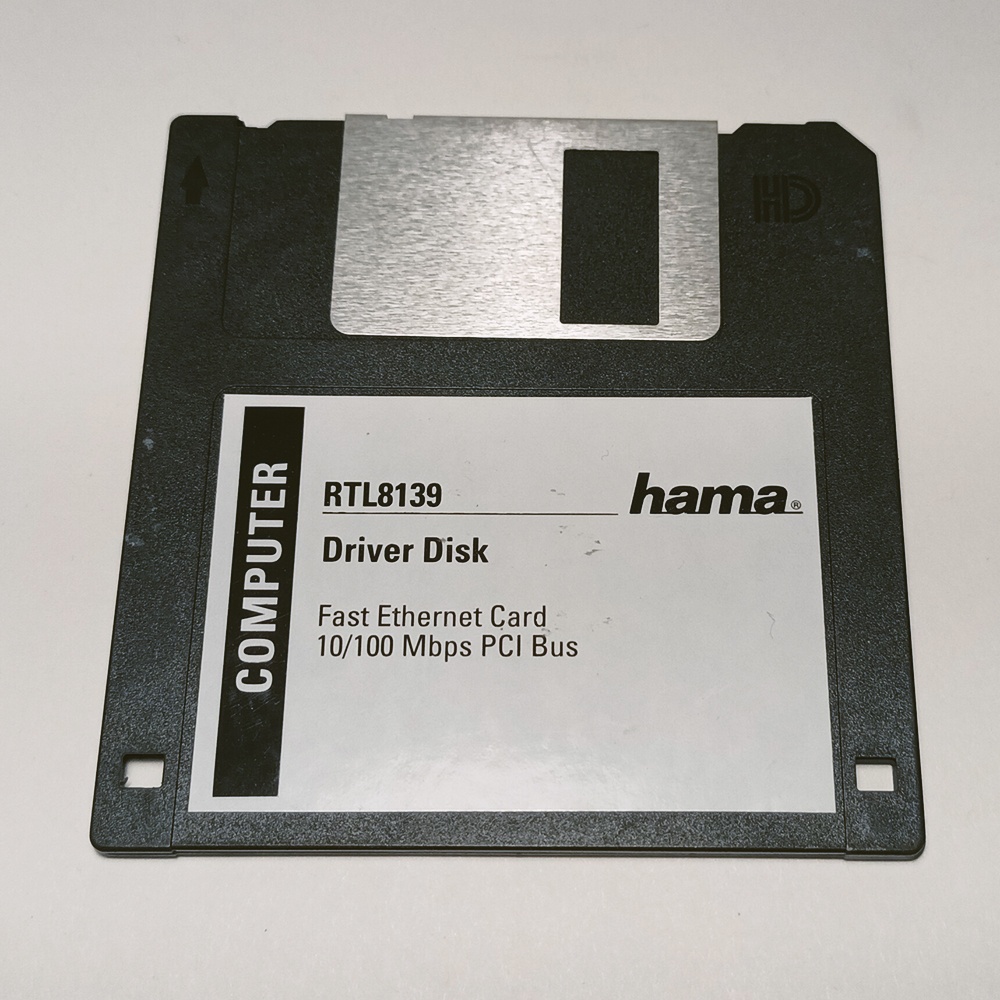 HD
COMPUTER
RTL8139
hama®
Driver Disk
Fast Ethernet Card
10/100 Mbps PCI Bus